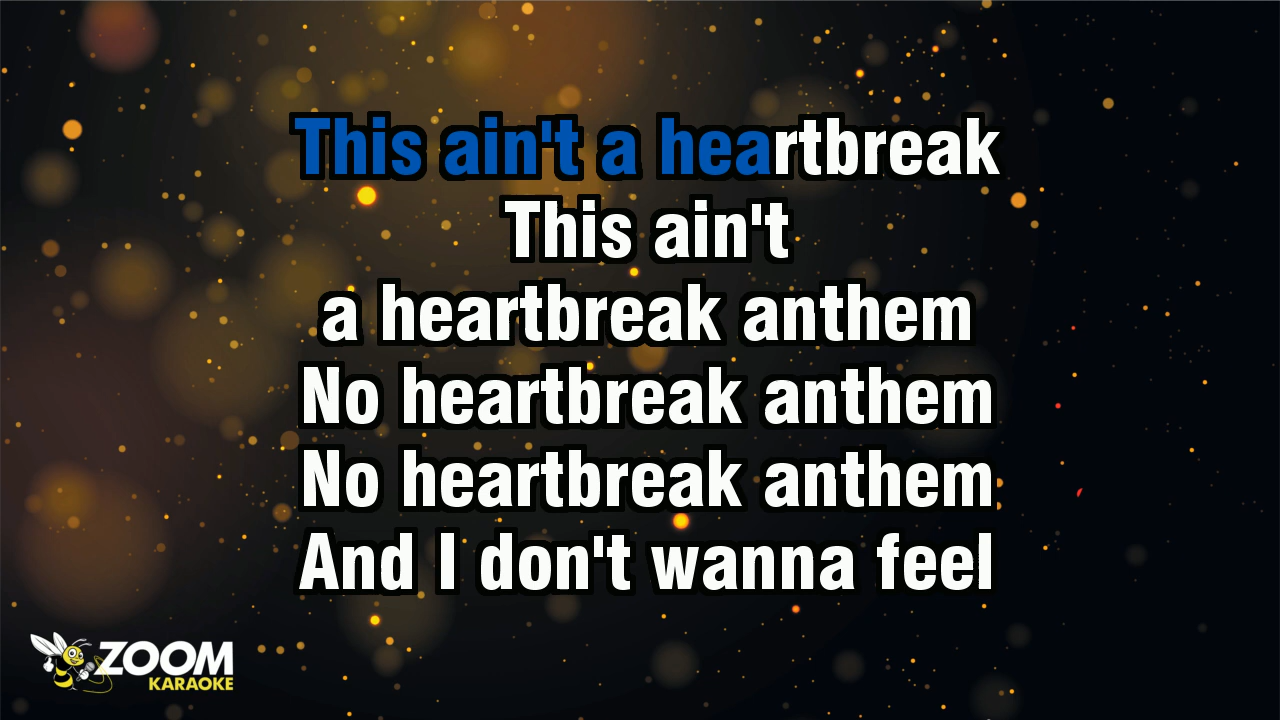 This ain't a heartbreak
This ain't
a heartbreak anthem
No heartbreak anthem
No heartbreak anthem
And I don't wanna feel
ZOOM
KARAOKE